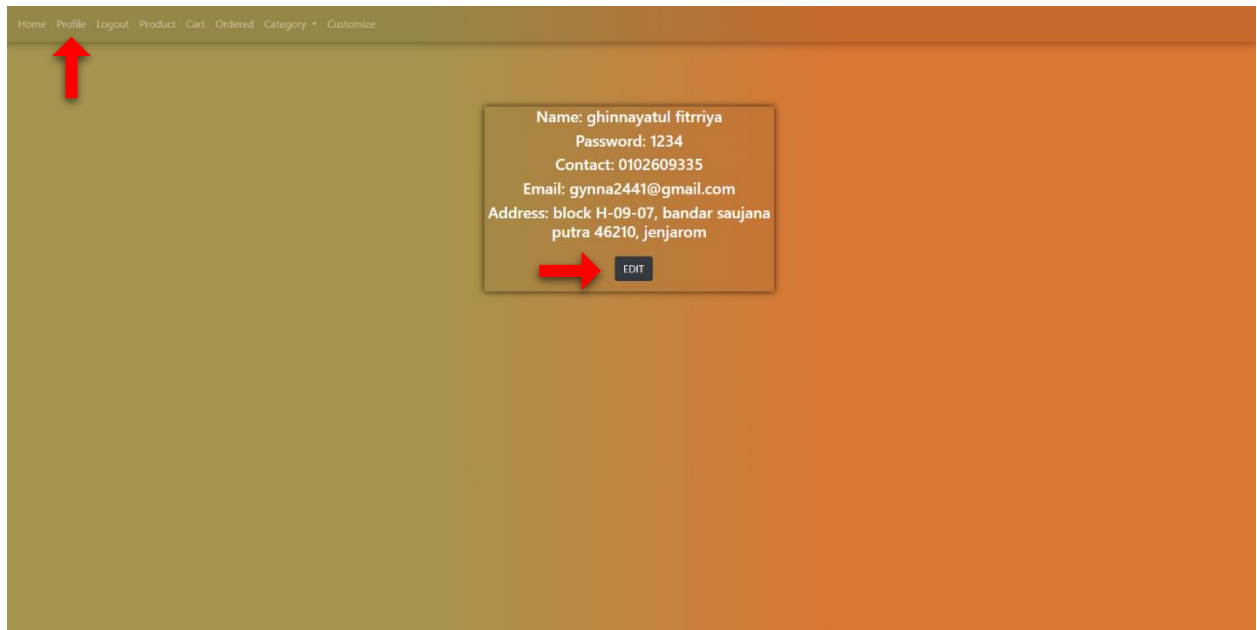 Home Profile Logout Product Cart Ordered Category Customize
Name: ghinnayatul fitrriya
Password: 1234
Contact: 0102609335
Email: gynna2441@gmail.com
Address: block H-09-07, bandar saujana
putra 46210, jenjarom
EDIT